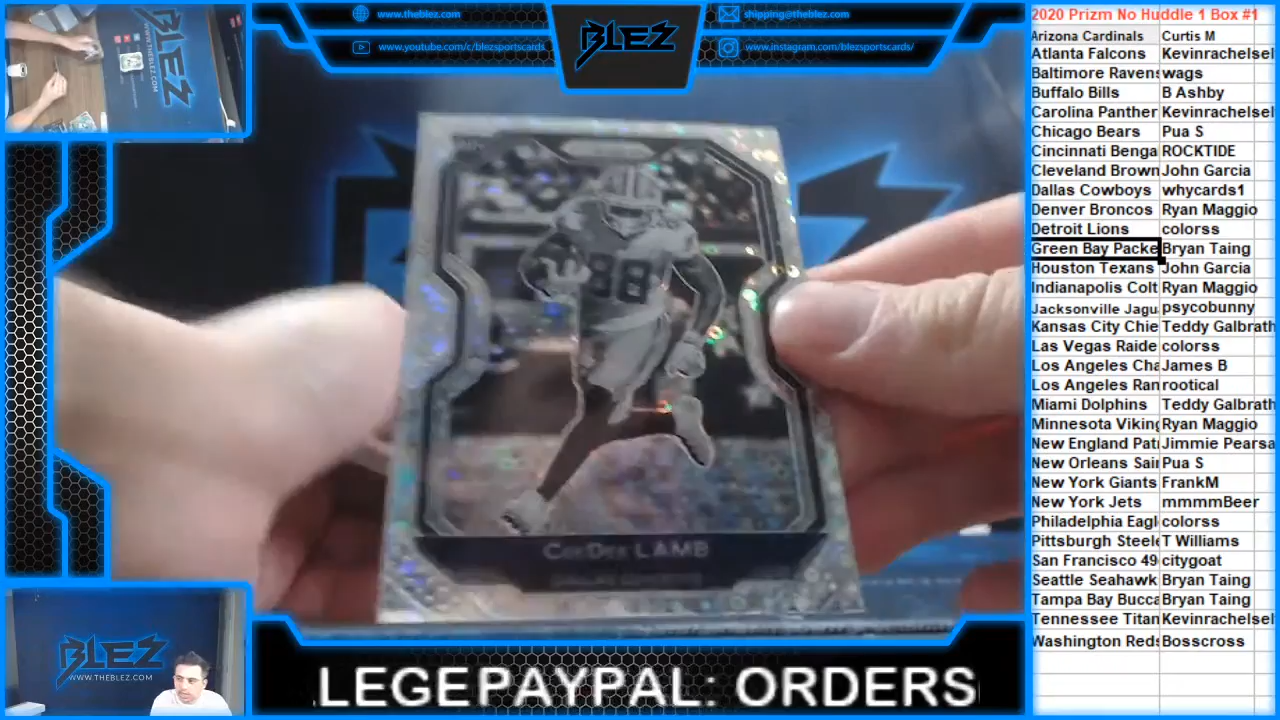 www.theblez.com
shipping@theblez.com
www.youtube.com/c/blezsportscards
www.instagram.com/blezsportscards/
BLEZ
WWW.THEBLEZ.COM
88
CEEDEE LAMB
BLEZ
WWW.THEBLEZ.COM
LEGEPAYPAL: ORDERS
2020 Prizm No Huddle 1 Box #1
Arizona Cardinals Curtis M
Atlanta Falcons Kevinrachelsel
Baltimore Ravens wags
Buffalo Bills B Ashby
Carolina Panther Kevinrachelsel
Chicago Bears Pua S
Cincinnati Benga ROCKTIDE
Cleveland Brown John Garcia
Dallas Cowboys whycards1
Denver Broncos Ryan Maggio
Detroit Lions colorss
Green Bay Packe Bryan Taing
Houston Texans John Garcia
Indianapolis Colt Ryan Maggio
Jacksonville Jagu psycobunny
Kansas City Chie Teddy Galbrath
Las Vegas Raide colorss
Los Angeles Cha James B
Los Angeles Ran rootical
Miami Dolphins Teddy Galbrath
Minnesota Viking Ryan Maggio
New England Pat Jimmie Pearsa
New Orleans Sai Pua S
New York Giants FrankM
New York Jets mmmmBeer
Philadelphia Eagl colorss
Pittsburgh Steele T Williams
San Francisco 49 citygoat
Seattle Seahawk Bryan Taing
Tampa Bay Bucca Bryan Taing
Tennessee Titan Kevinrachelsel
Washington Reds Bosscross